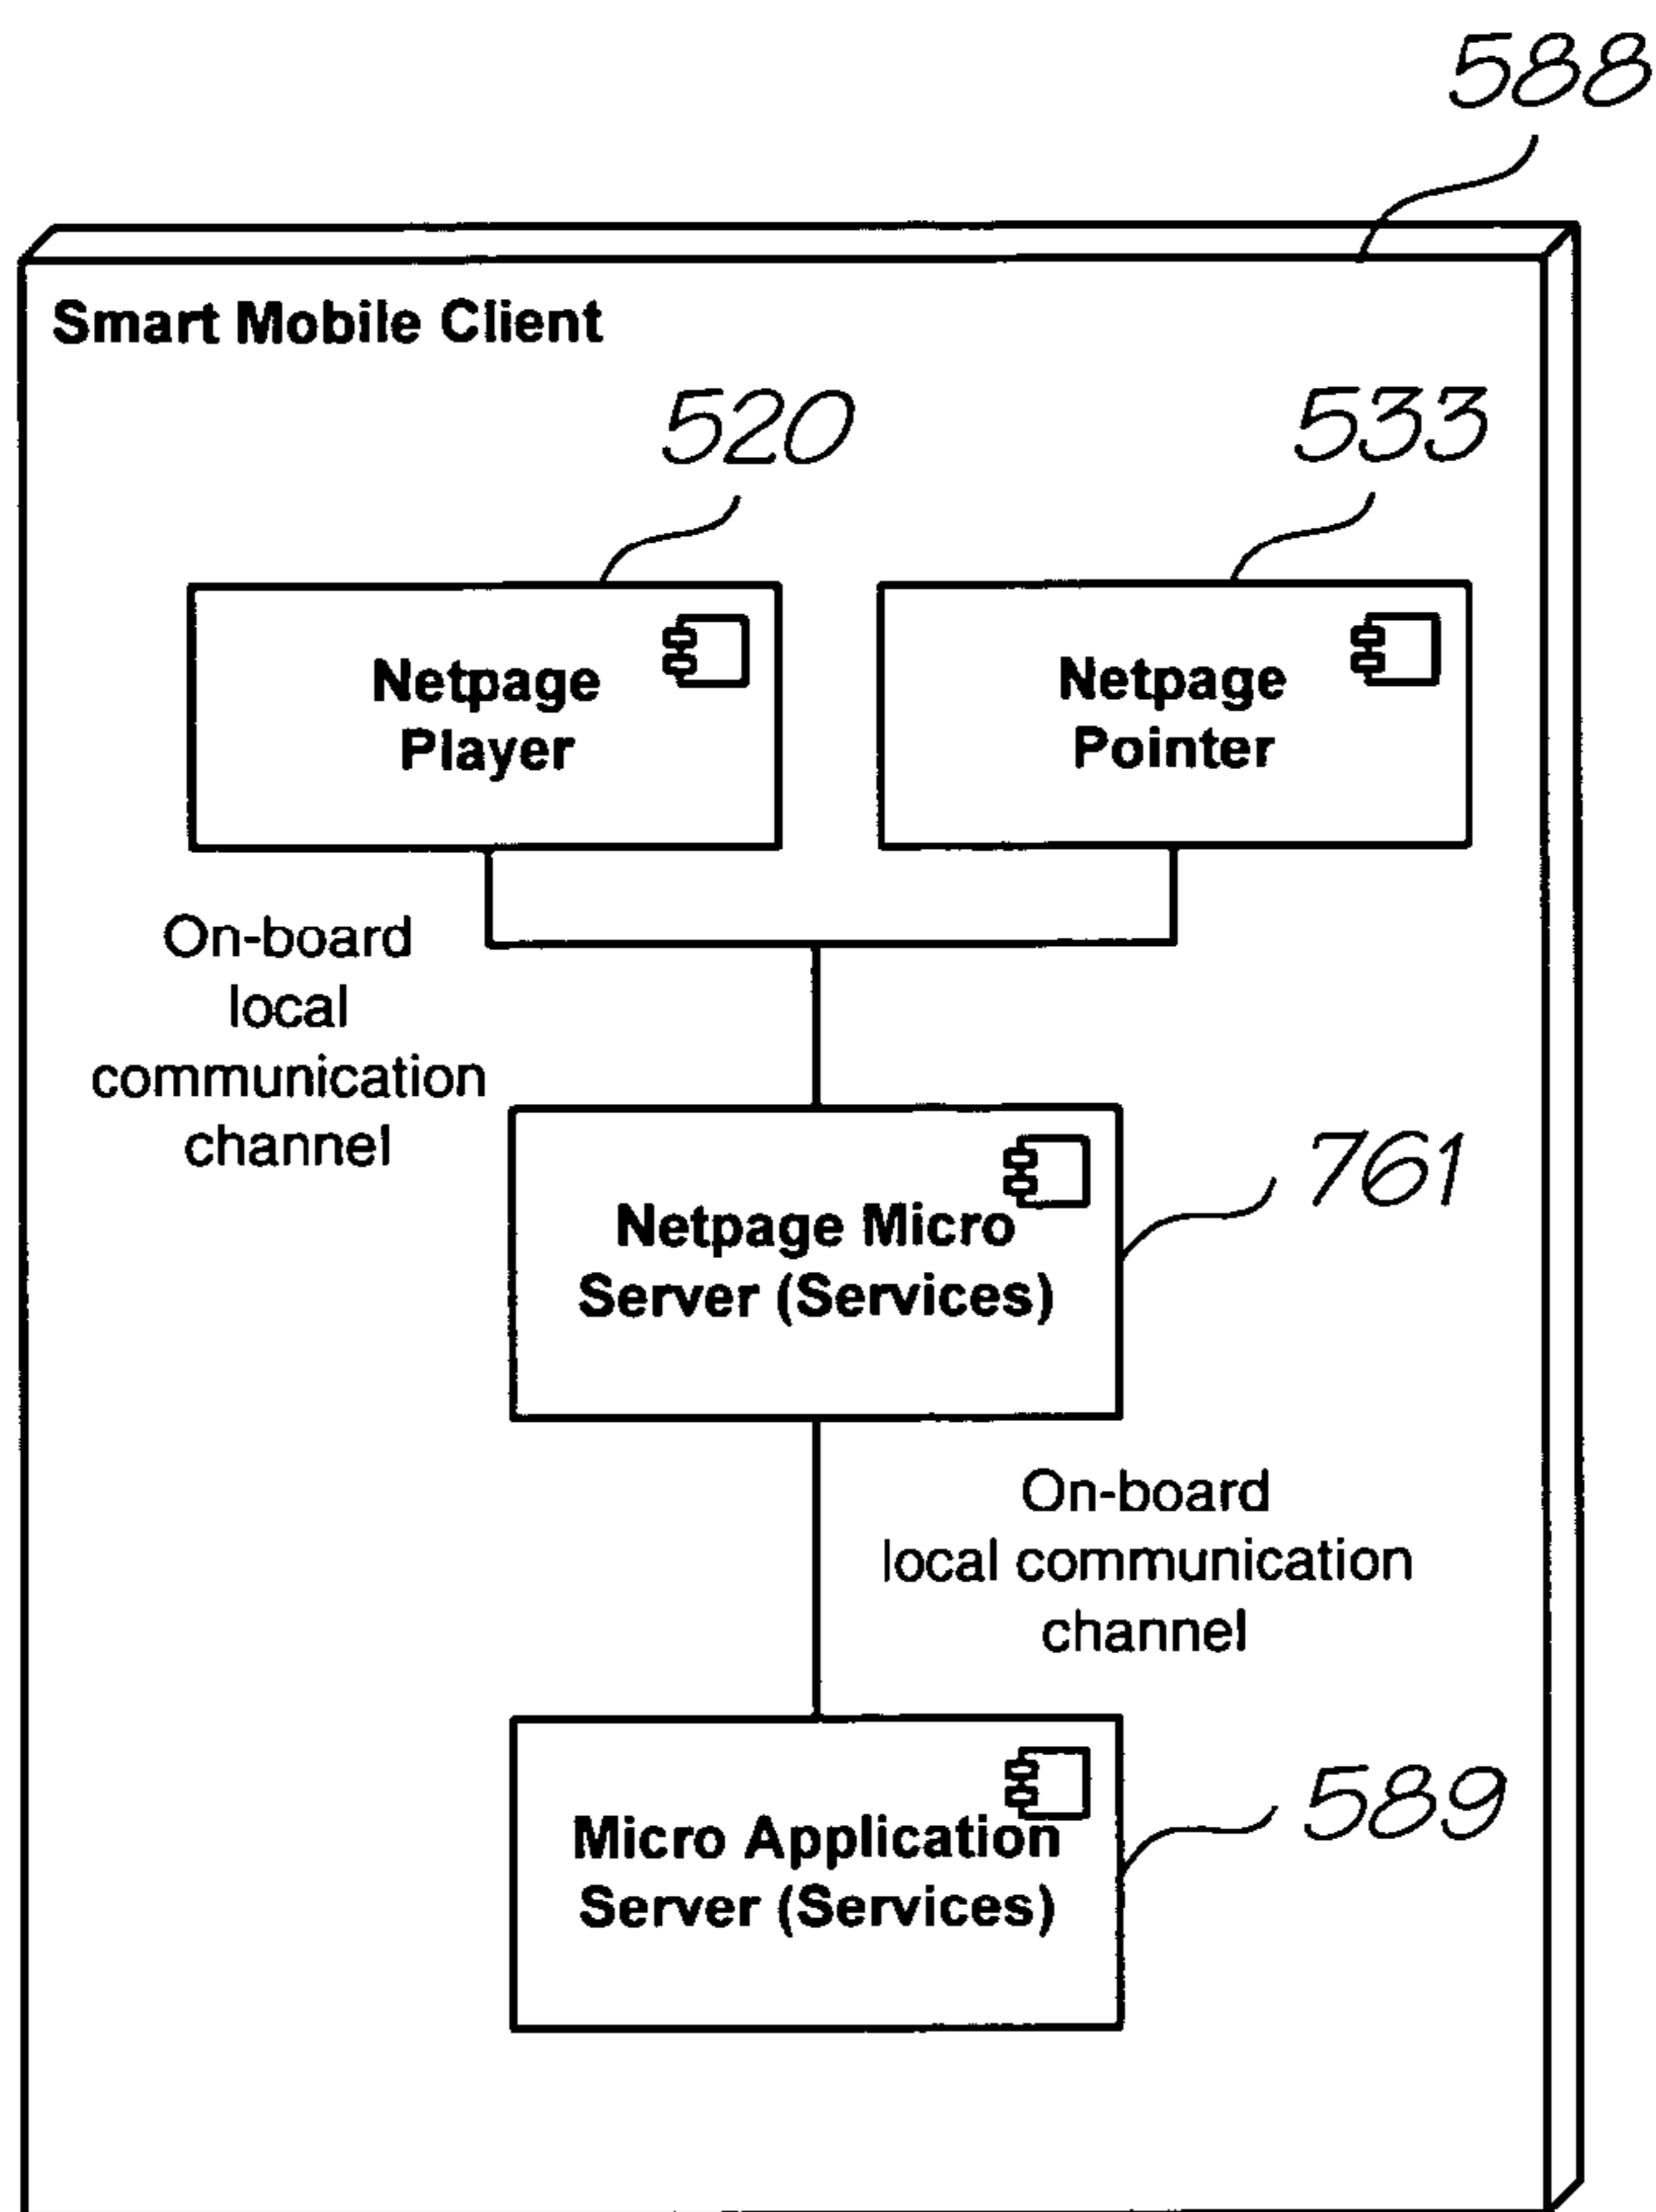 588
Smart Mobile Client
520
533
Netpage
Player
Netpage
Pointer
On-board
local
communication
channel
Netpage Micro
Server (Services)
761
On-board
local communication
channel
Micro Application
Server (Services)
589